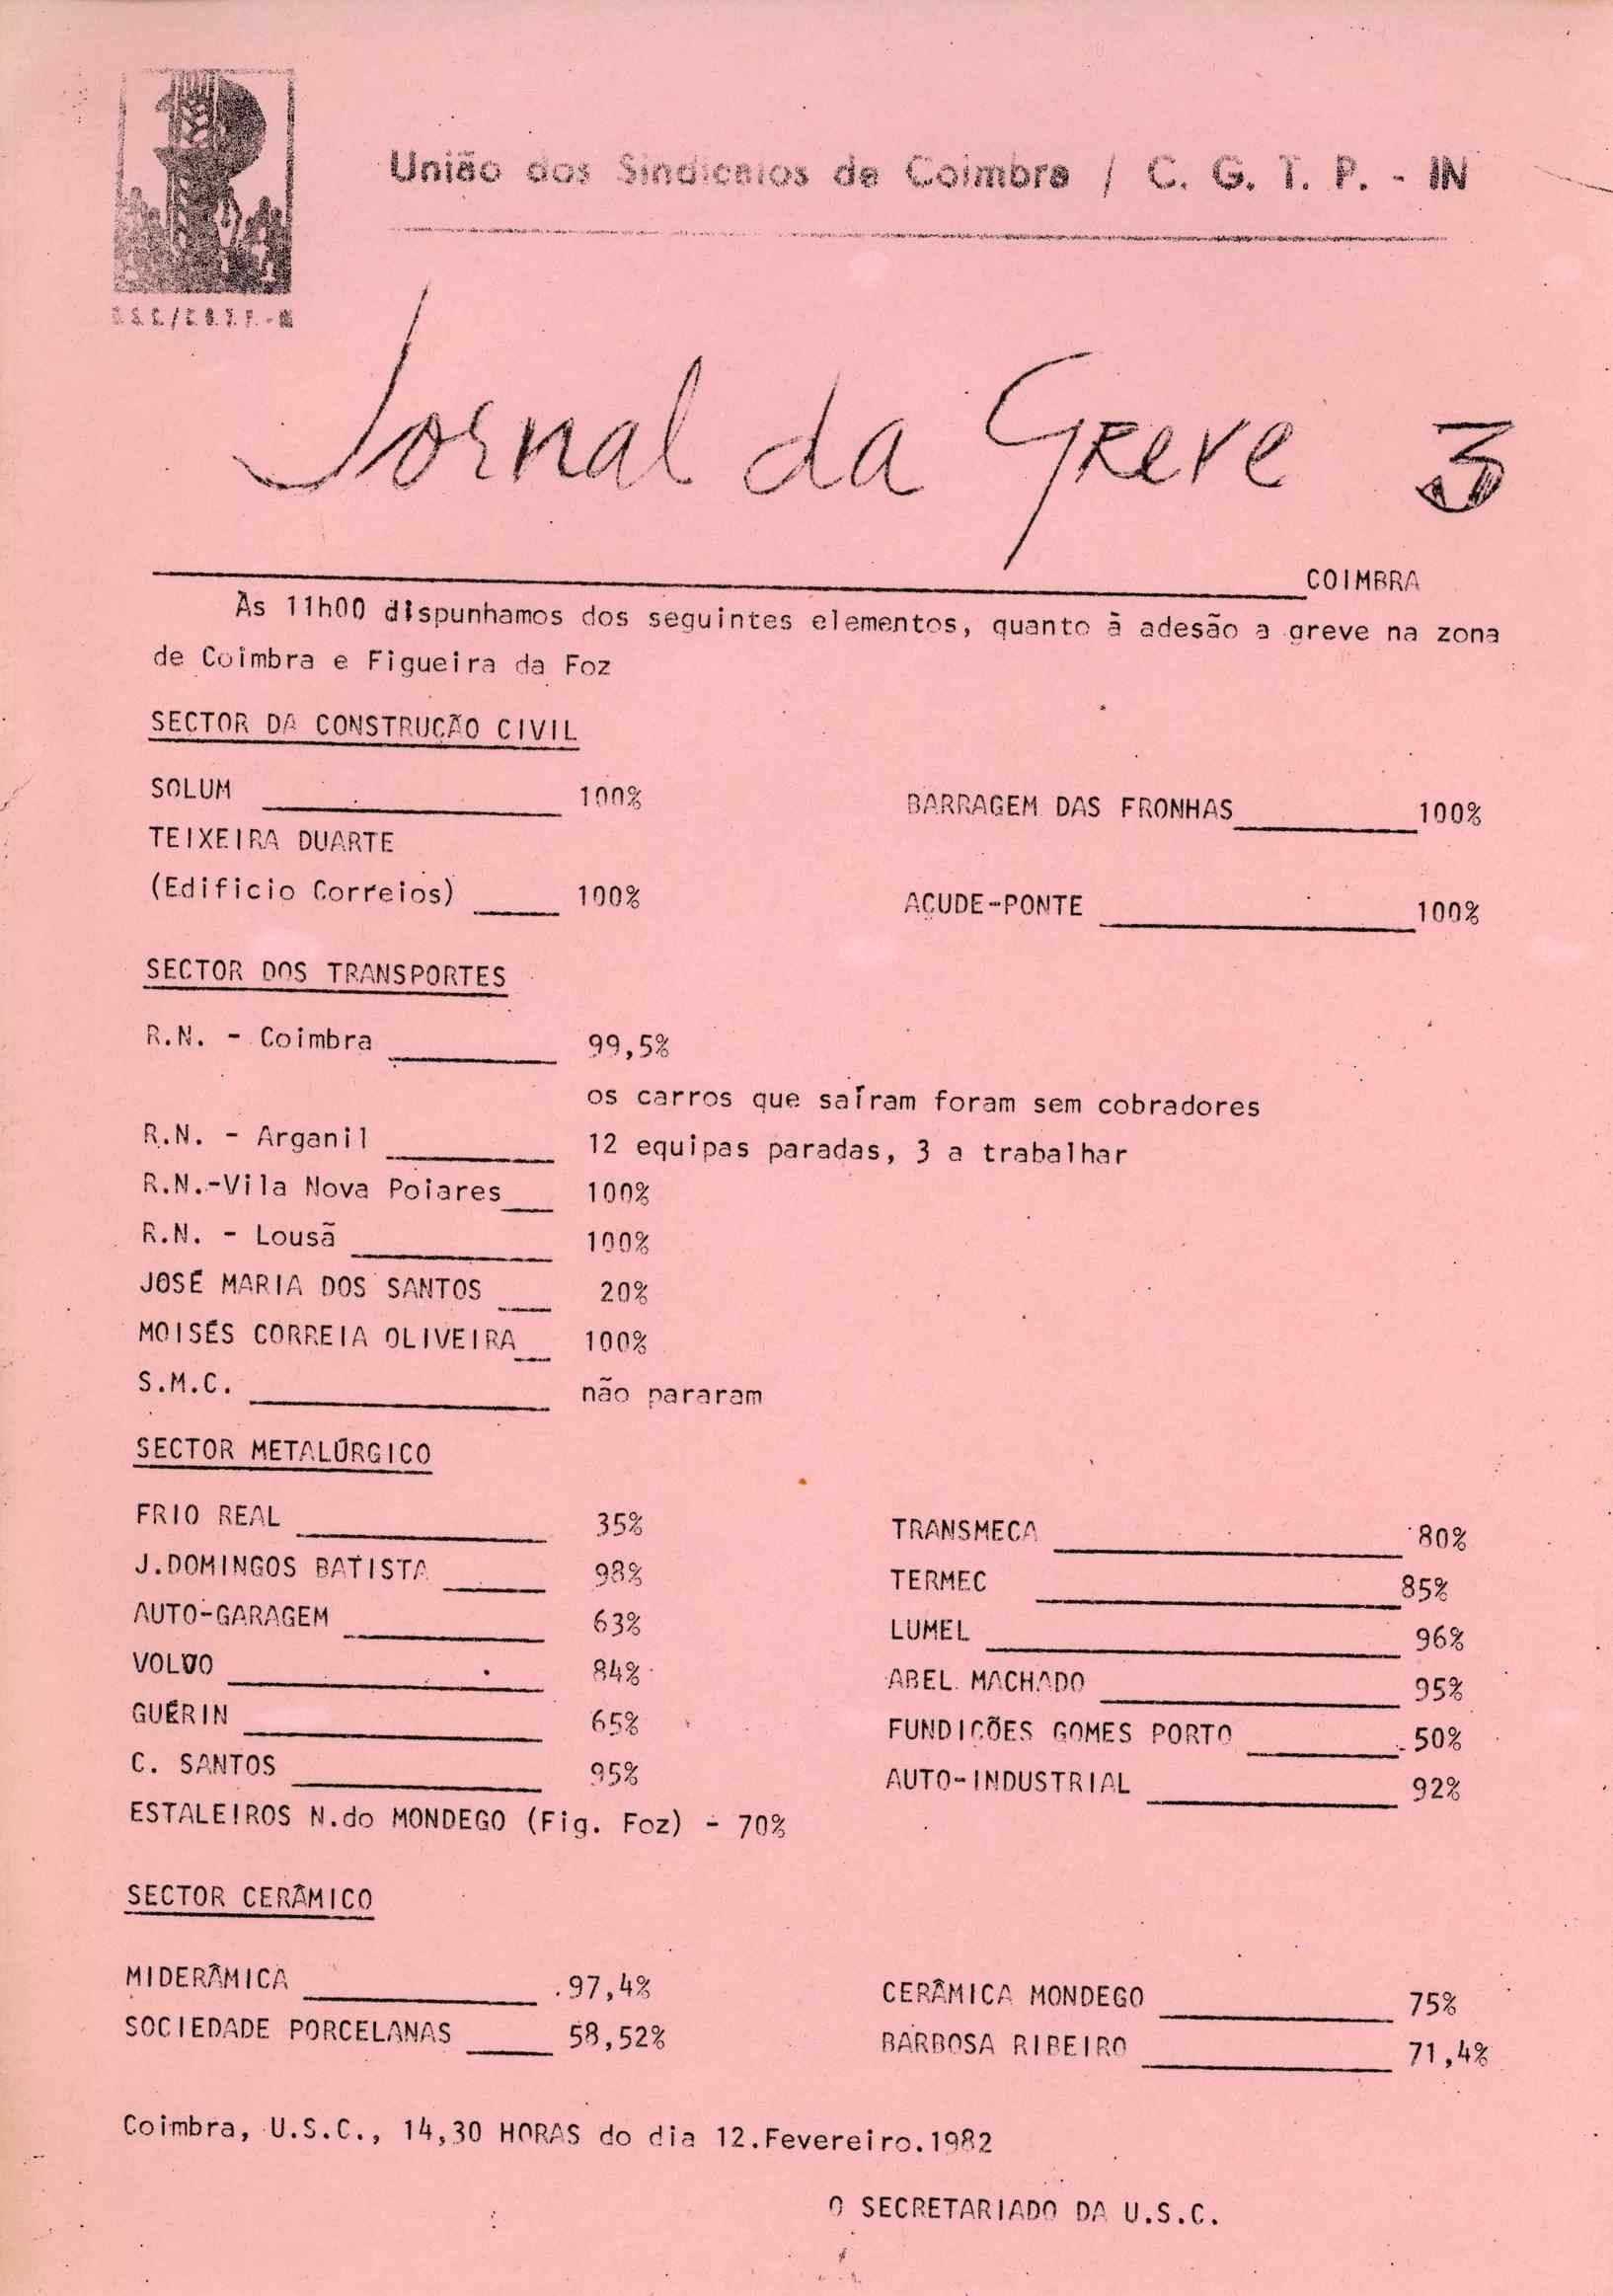 União dos Sindicatos de Coimbra / C. G. T. P. - IN
U.S.C./C.G.T.P.-IN
Jornal da Greve 3
COIMBRA
Às 11h00 dispunhamos dos seguintes elementos, quanto à adesão a greve na zona
de Coimbra e Figueira da Foz
SECTOR DA CONSTRUÇÃO CIVIL
SOLUM 100% BARRAGEM DAS FRONHAS 100%
TEIXEIRA DUARTE
(Edificio Correios) 100% AÇUDE-PONTE 100%
SECTOR DOS TRANSPORTES
R.N. - Coimbra 99,5%
os carros que saíram foram sem cobradores
R.N. - Arganil 12 equipas paradas, 3 a trabalhar
R.N.-Vila Nova Poiares 100%
R.N. - Lousã 100%
JOSÉ MARIA DOS SANTOS 20%
MOISÉS CORREIA OLIVEIRA 100%
S.M.C. não pararam
SECTOR METALÚRGICO
FRIO REAL 35% TRANSMECA 80%
J.DOMINGOS BATISTA 98% TERMEC 85%
AUTO-GARAGEM 63% LUMEL 96%
VOLVO 84% ABEL MACHADO 95%
GUÉRIN 65% FUNDIÇÕES GOMES PORTO 50%
C. SANTOS 95% AUTO-INDUSTRIAL 92%
ESTALEIROS N.do MONDEGO (Fig. Foz) - 70%
SECTOR CERÂMICO
MIDERÂMICA 97,4% CERÂMICA MONDEGO 75%
SOCIEDADE PORCELANAS 58,52% BARBOSA RIBEIRO 71,4%
Coimbra, U.S.C., 14,30 HORAS do dia 12.Fevereiro.1982
O SECRETARIADO DA U.S.C.